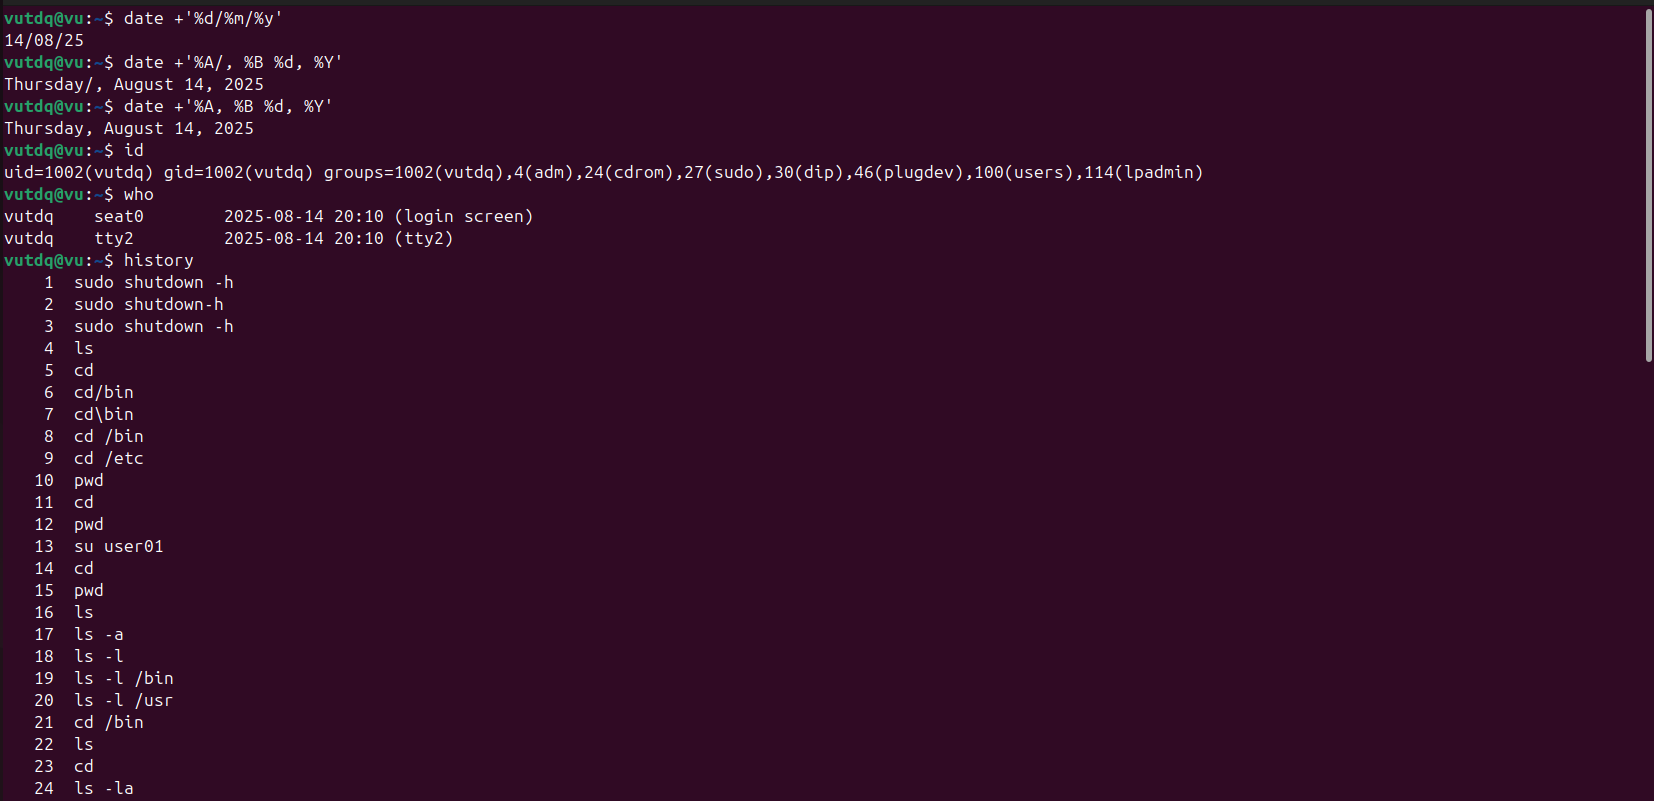 vutdq@vu:~$ date +'%d/%m/%y'
14/08/25
vutdq@vu:~$ date +'%A/, %B %d, %Y'
Thursday/, August 14, 2025
vutdq@vu:~$ date +'%A, %B %d, %Y'
Thursday, August 14, 2025
vutdq@vu:~$ id
uid=1002(vutdq) gid=1002(vutdq) groups=1002(vutdq),4(adm),24(cdrom),27(sudo),30(dip),46(plugdev),100(users),114(lpadmin)
vutdq@vu:~$ who
vutdq    seat0        2025-08-14 20:10 (login screen)
vutdq    tty2         2025-08-14 20:10 (tty2)
vutdq@vu:~$ history
    1  sudo shutdown -h
    2  sudo shutdown-h
    3  sudo shutdown -h
    4  ls
    5  cd
    6  cd/bin
    7  cd\bin
    8  cd /bin
    9  cd /etc
   10  pwd
   11  cd
   12  pwd
   13  su user01
   14  cd
   15  pwd
   16  ls
   17  ls -a
   18  ls -l
   19  ls -l /bin
   20  ls -l /usr
   21  cd /bin
   22  ls
   23  cd
   24  ls -la